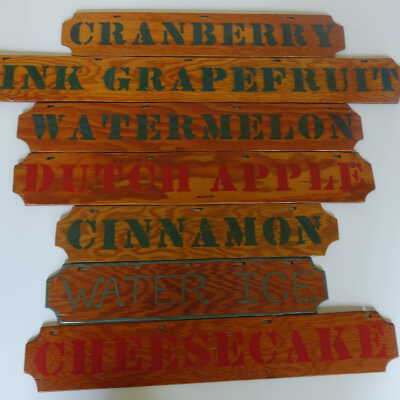 CRANBERRY
INK GRAPEFRUIT
WATERMELON
DUTCH APPLE
CINNAMON
WATER ICE
CHEESECAKE